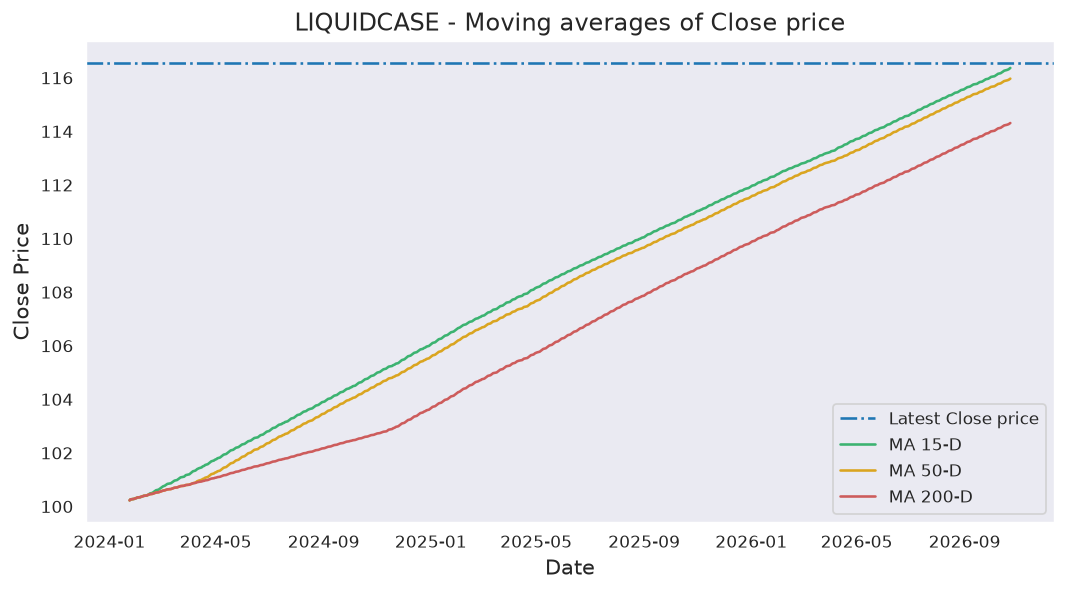 LIQUIDCASE - Moving averages of Close price
Close Price
116
114
112
110
108
106
104
102
100
Latest Close price
MA 15-D
MA 50-D
MA 200-D
2024-01 2024-05 2024-09 2025-01 2025-05 2025-09 2026-01 2026-05 2026-09
Date